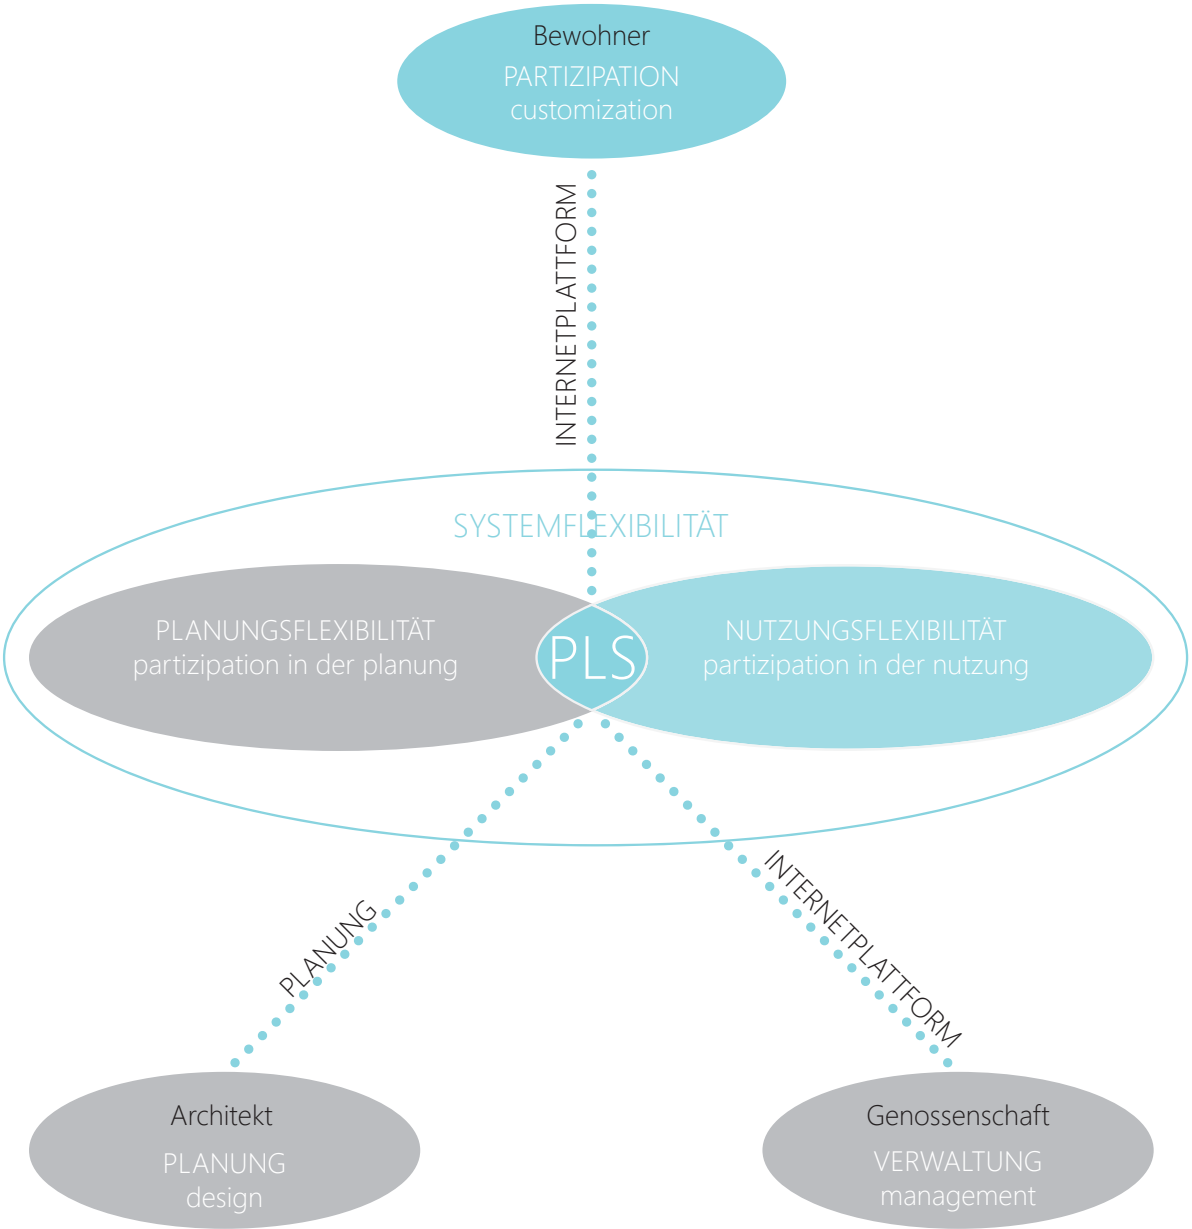 Bewohner
PARTIZIPATION
customization
INTERNETPLATTFORM
SYSTEMFLEXIBILITÄT
PLANUNGSFLEXIBILITÄT
partizipation in der planung
PLS
NUTZUNGSFLEXIBILITÄT
partizipation in der nutzung
PLANUNG
INTERNETPLATTFORM
Architekt
PLANUNG
design
Genossenschaft
VERWALTUNG
management